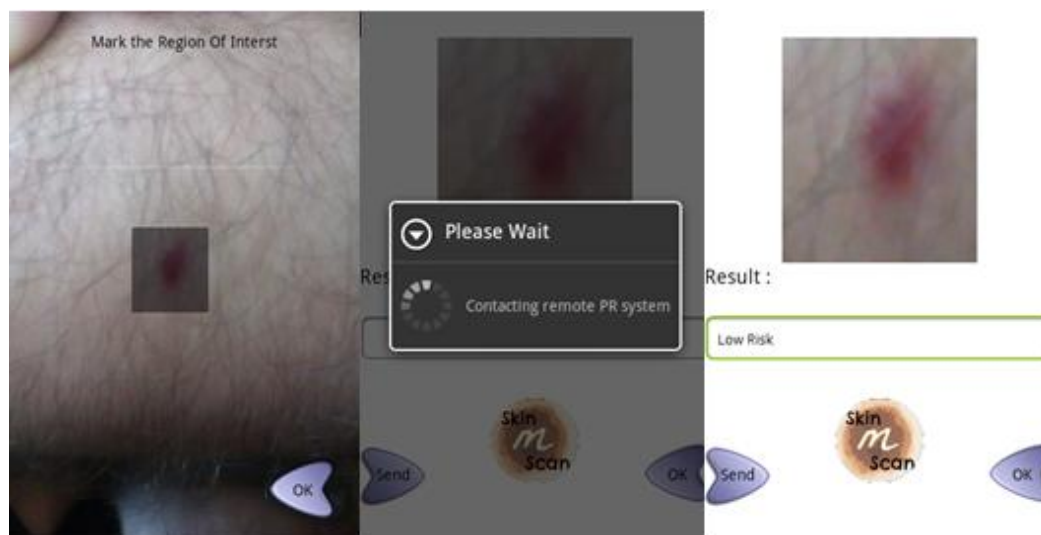 Mark the Region Of Interst
OK
Please Wait
Res
Contacting remote PR system
Skin
m
Scan
Send
OK
Result :
Low Risk
Skin
m
Scan
Send
OK